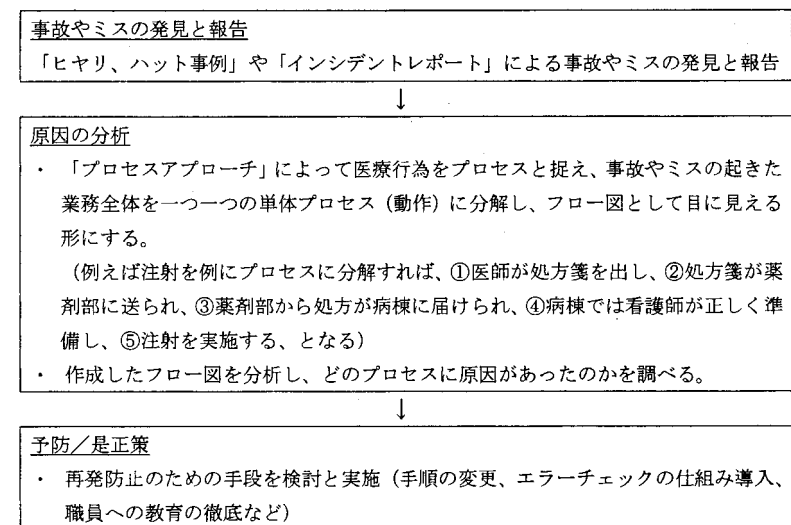 事故やミスの発見と報告
「ヒヤリ、ハット事例」や「インシデントレポート」による事故やミスの発見と報告
↓
原因の分析
・ 「プロセスアプローチ」によって医療行為をプロセスと捉え、事故やミスの起きた
業務全体を一つ一つの単体プロセス（動作）に分解し、フロー図として目に見える
形にする。
（例えば注射を例にプロセスに分解すれば、①医師が処方箋を出し、②処方箋が薬
剤部に送られ、③薬剤部から処方が病棟に届けられ、④病棟では看護師が正しく準
備し、⑤注射を実施する、となる）
・ 作成したフロー図を分析し、どのプロセスに原因があったのかを調べる。
↓
予防／是正策
・ 再発防止のための手段を検討と実施（手順の変更、エラーチェックの仕組み導入、
職員への教育の徹底など）